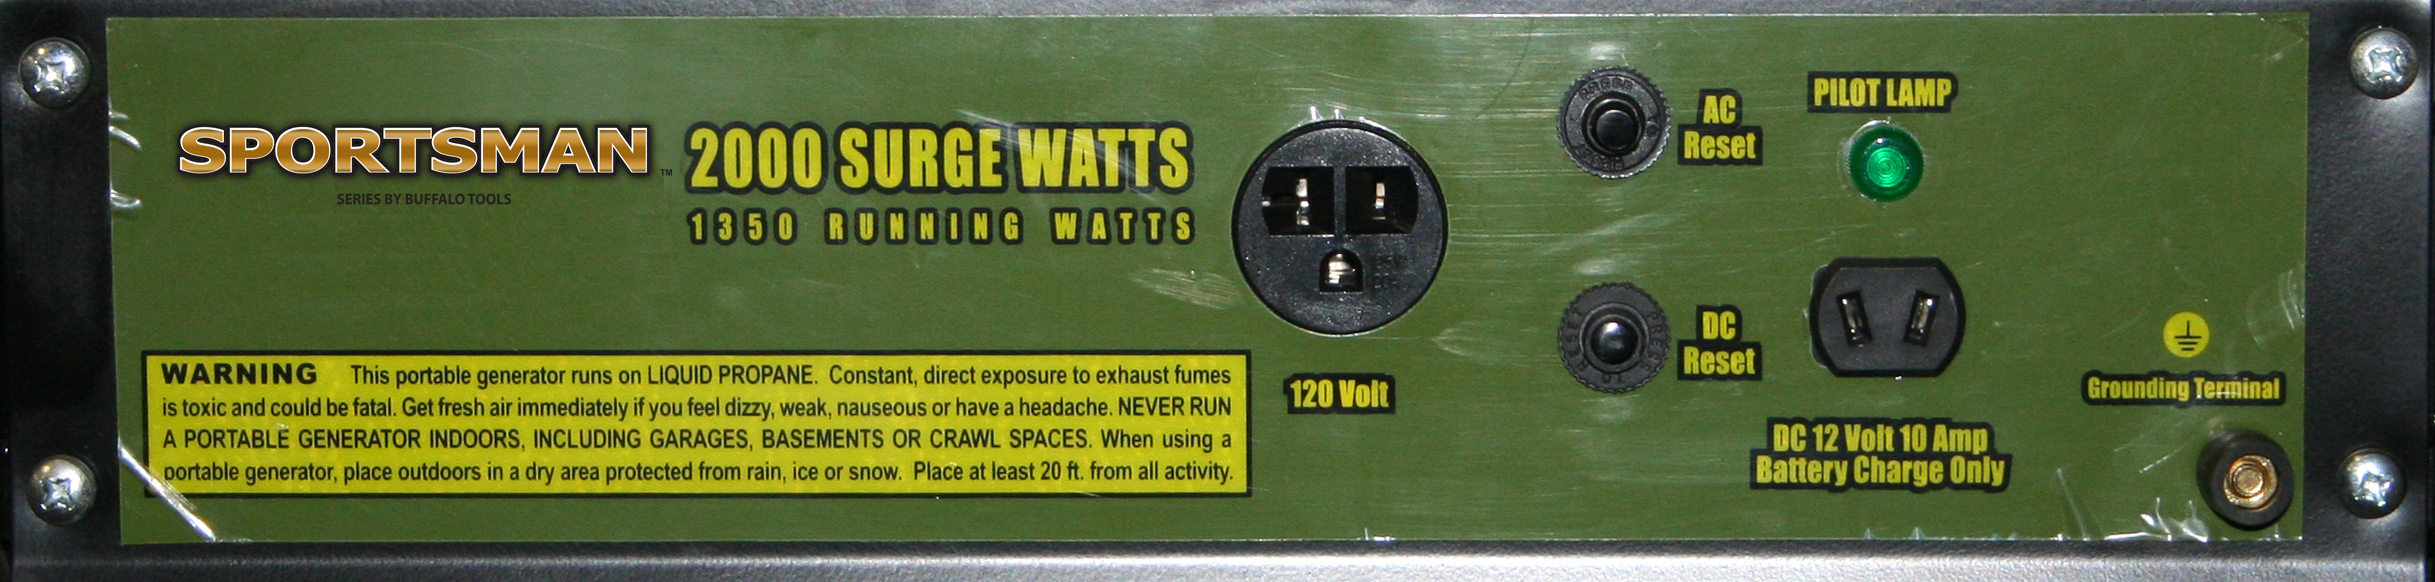 SPORTSMAN™
SERIES BY BUFFALO TOOLS
2000 SURGE WATTS
1350 RUNNING WATTS
WARNING This portable generator runs on LIQUID PROPANE. Constant, direct exposure to exhaust fumes
is toxic and could be fatal. Get fresh air immediately if you feel dizzy, weak, nauseous or have a headache. NEVER RUN
A PORTABLE GENERATOR INDOORS, INCLUDING GARAGES, BASEMENTS OR CRAWL SPACES. When using a
portable generator, place outdoors in a dry area protected from rain, ice or snow. Place at least 20 ft. from all activity.
120 Volt
AC
Reset
PRESS TO RESET
DC
Reset
PILOT LAMP
DC 12 Volt 10 Amp
Battery Charge Only
Grounding Terminal